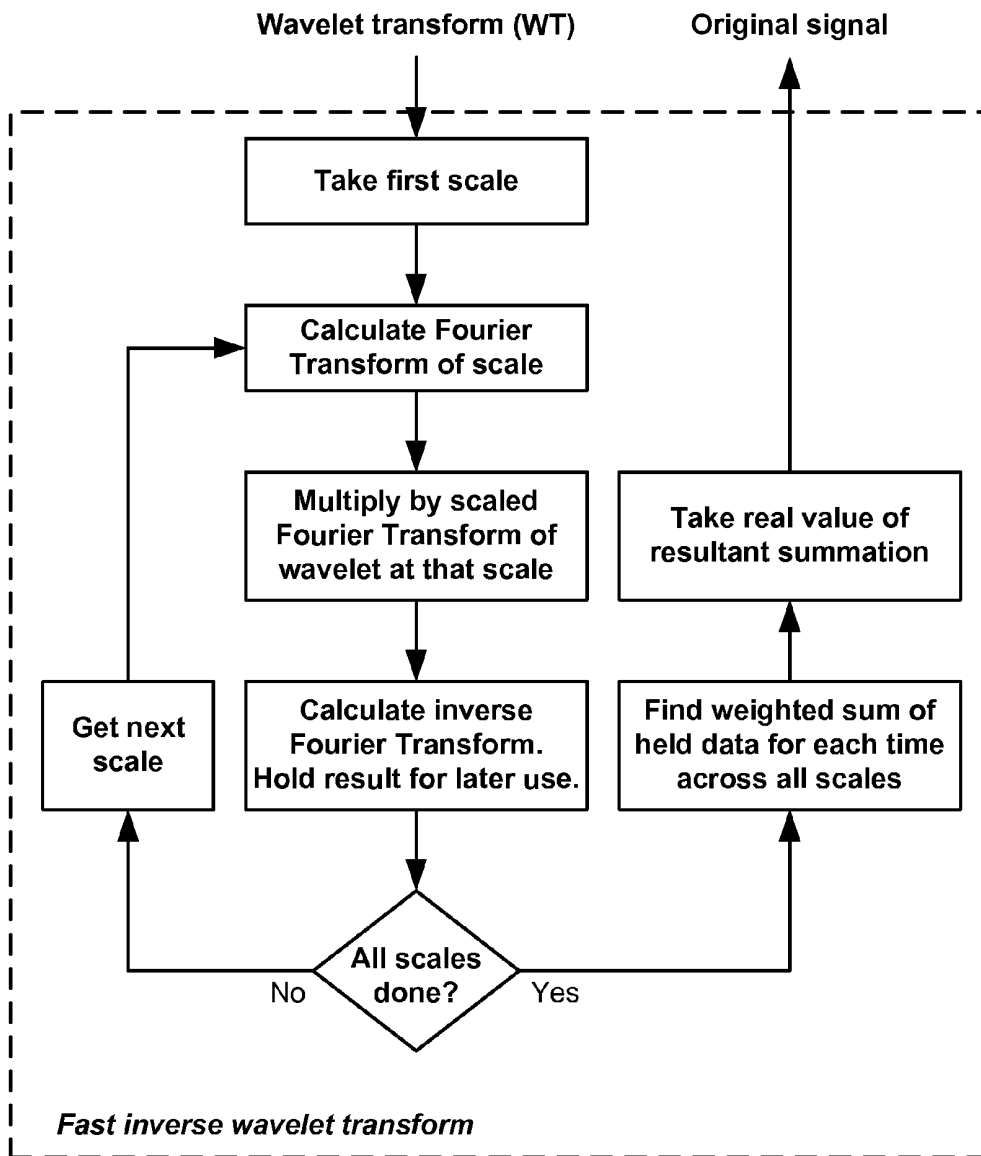 Wavelet transform (WT)
Original signal
Take first scale
Calculate Fourier
Transform of scale
Multiply by scaled
Fourier Transform of
wavelet at that scale
Take real value of
resultant summation
Get next
scale
Calculate inverse
Fourier Transform.
Hold result for later use.
Find weighted sum of
held data for each time
across all scales
All scales
done?
No
Yes
Fast inverse wavelet transform